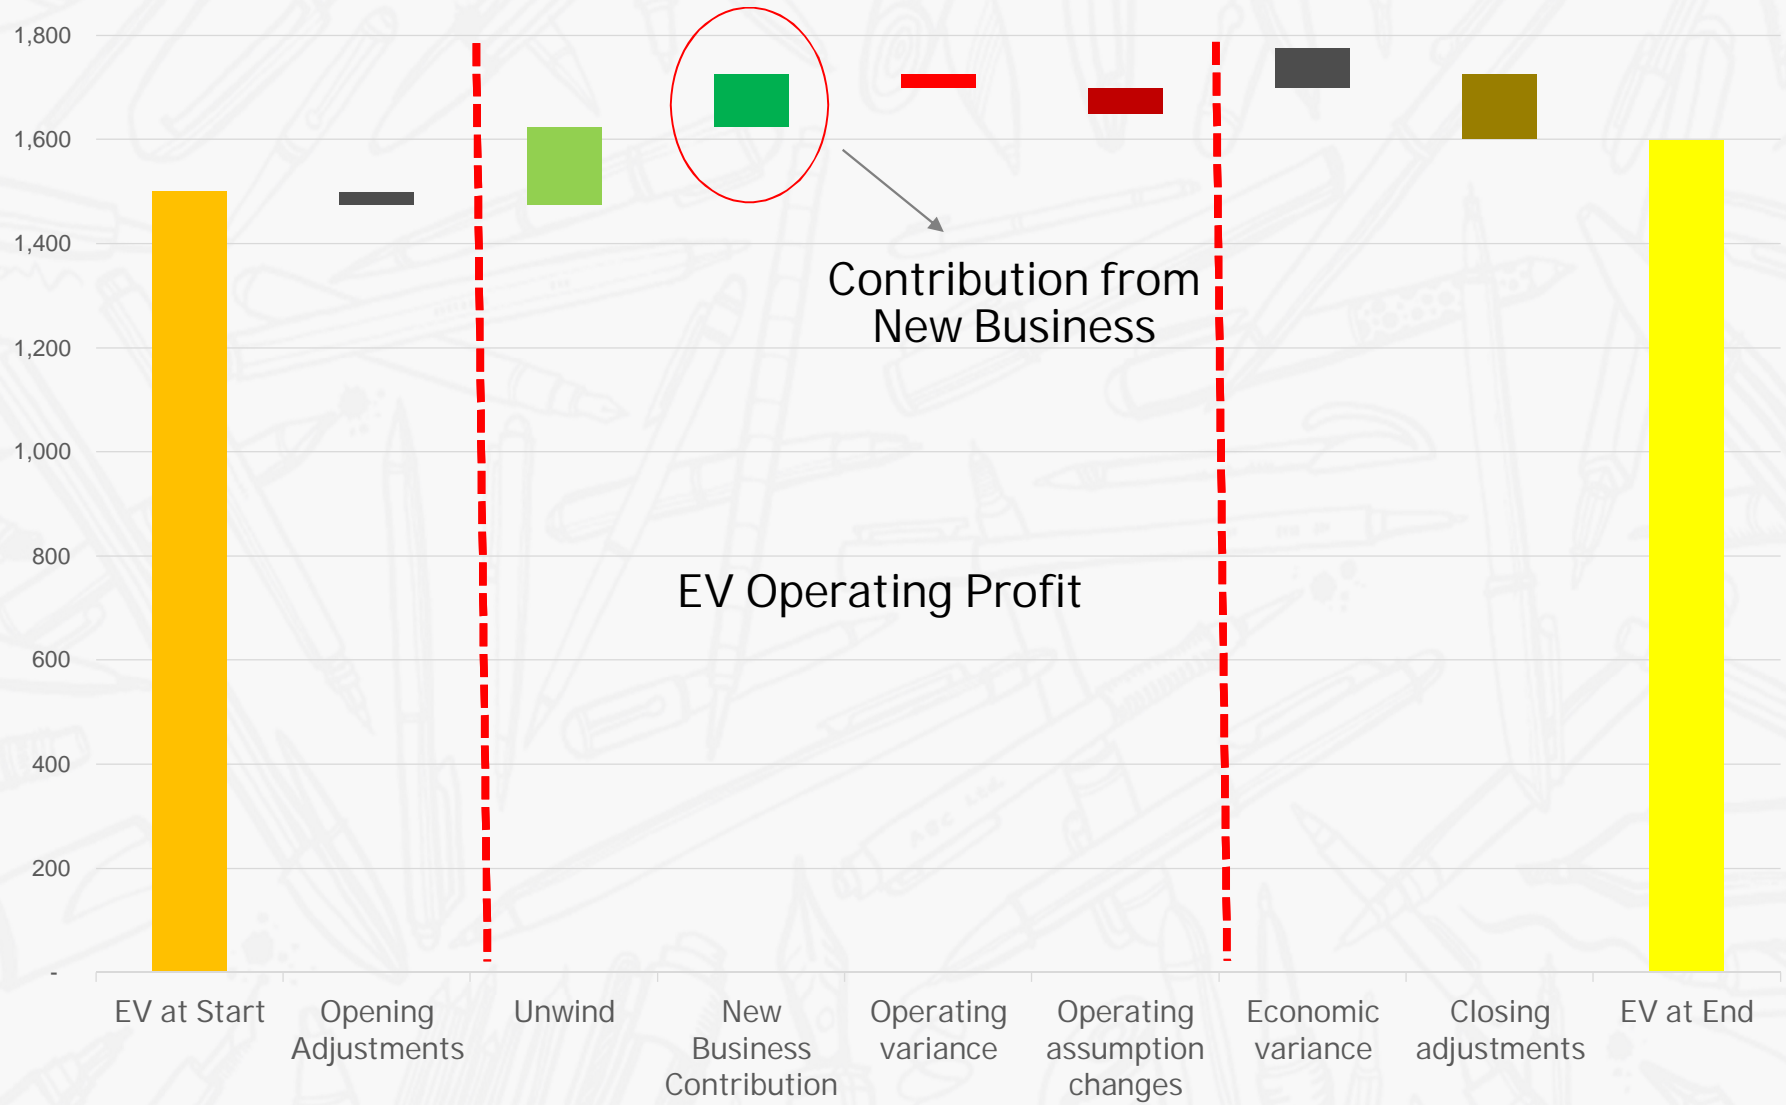 1,800
1,600
1,400
1,200
1,000
800
600
400
200
-
Contribution from
New Business
EV Operating Profit
EV at Start
Opening
Adjustments
Unwind
New
Business
Contribution
Operating
variance
Operating
assumption
changes
Economic
variance
Closing
adjustments
EV at End